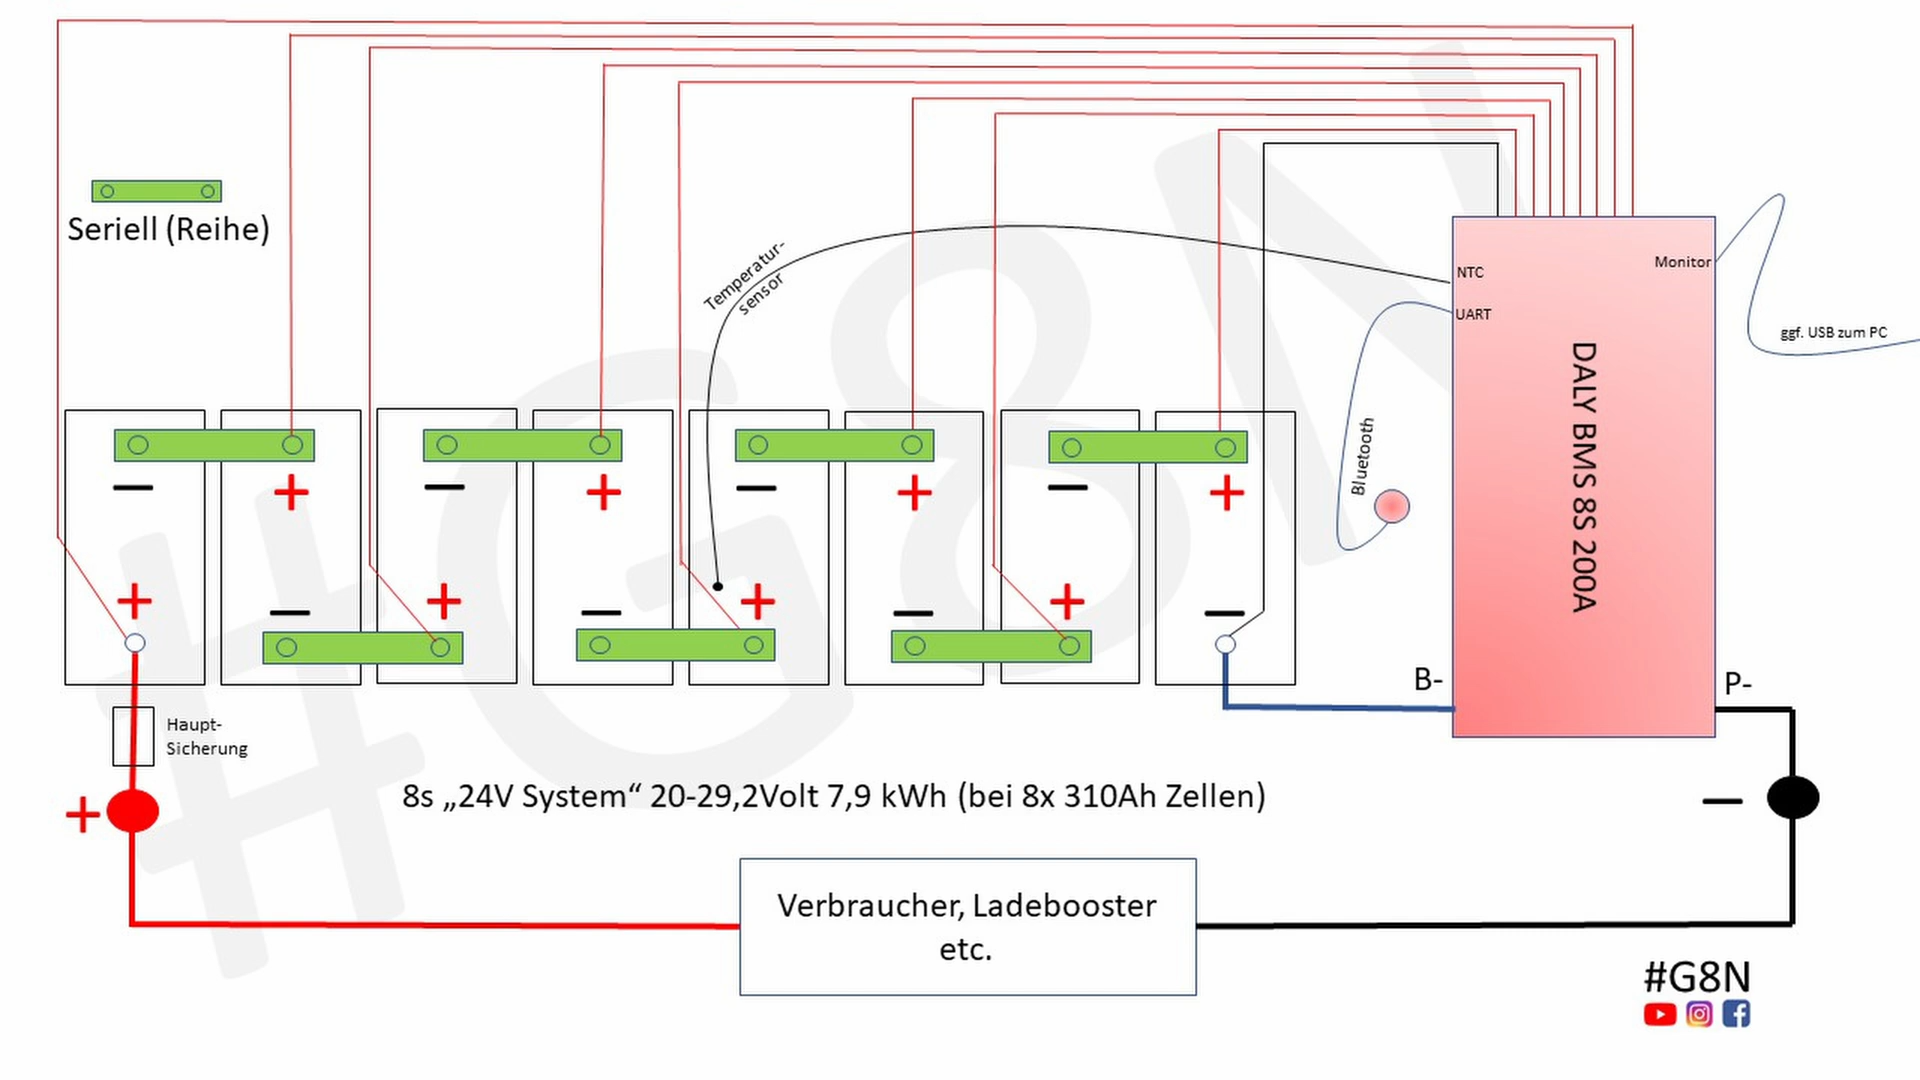 Seriell (Reihe)
Temperatur-
sensor
NTC
UART
Monitor
ggf. USB zum PC
DALY BMS 8S 200A
Bluetooth
− + − + − + − +
+ − + − + − + −
B-
P-
Haupt-
Sicherung
+
8s „24V System“ 20-29,2Volt 7,9 kWh (bei 8x 310Ah Zellen)
−
Verbraucher, Ladebooster
etc.
#G8N
#G8N